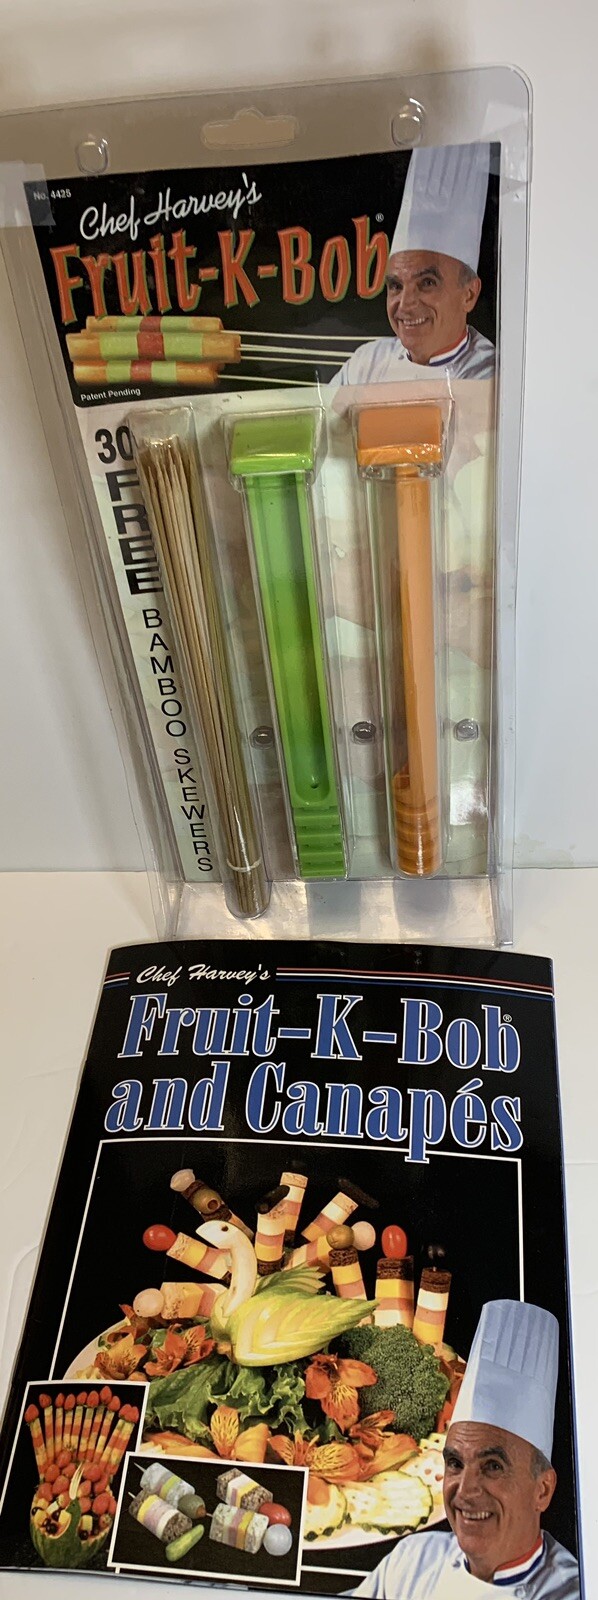 No. 4425
Chef Harvey's
Fruit-K-Bob®
Patent Pending
30
FREE
BAMBOO SKEWERS
Chef Harvey's
Fruit-K-Bob®
and Canapés